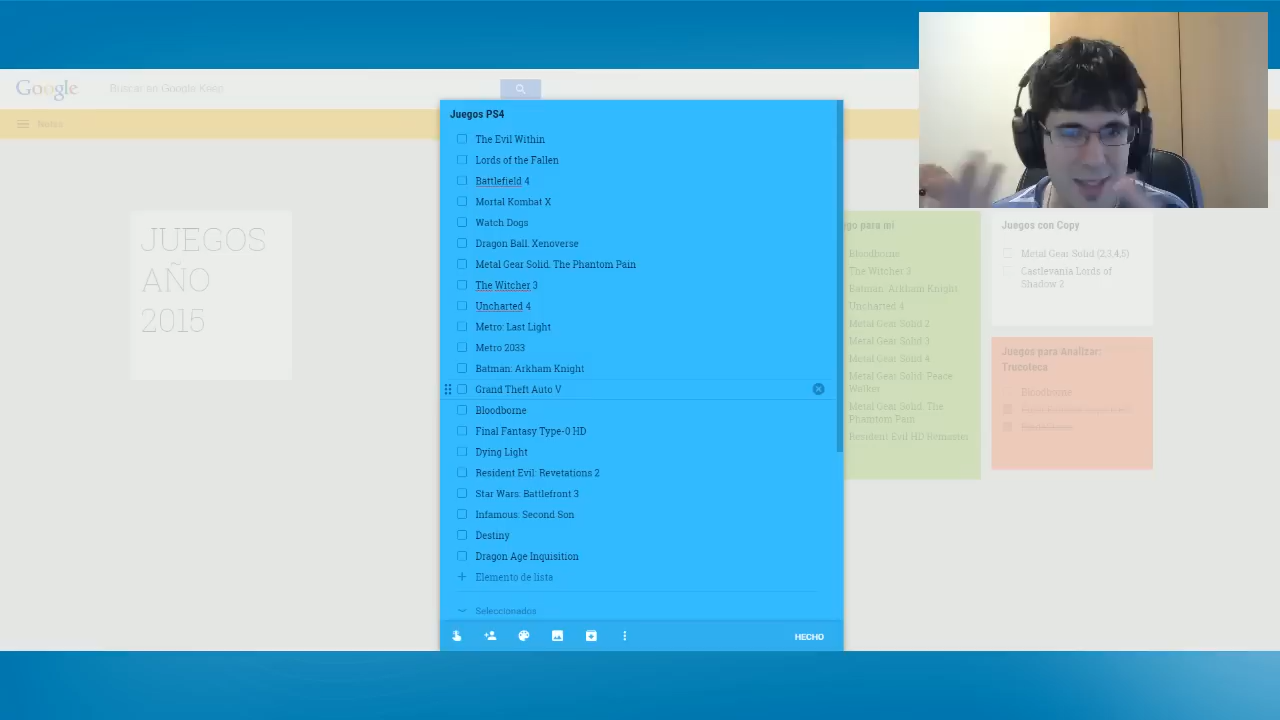 Google
Buscar en Google Keep
Notas
JUEGOS
AÑO
2015
Juegos PS4
The Evil Within
Lords of the Fallen
Battlefield 4
Mortal Kombat X
Watch Dogs
Dragon Ball. Xenoverse
Metal Gear Solid. The Phantom Pain
The Witcher 3
Uncharted 4
Metro: Last Light
Metro 2033
Batman: Arkham Knight
Grand Theft Auto V
Bloodborne
Final Fantasy Type-0 HD
Dying Light
Resident Evil: Revetations 2
Star Wars: Battlefront 3
Infamous: Second Son
Destiny
Dragon Age Inquisition
Elemento de lista
Seleccionados
HECHO
para mi
Bloodborne
The Witcher 3
Batman: Arkham Knight
Uncharted 4
Metal Gear Solid 2
Metal Gear Solid 3
Metal Gear Solid 4
Metal Gear Solid: Peace
Walker
Metal Gear Solid: The
Phantom Pain
Resident Evil HD Remaster
Juegos con Copy
Metal Gear Solid (2,3,4,5)
Castlevania Lords of
Shadow 2
Juegos para Analizar:
Trucoteca
Bloodborne